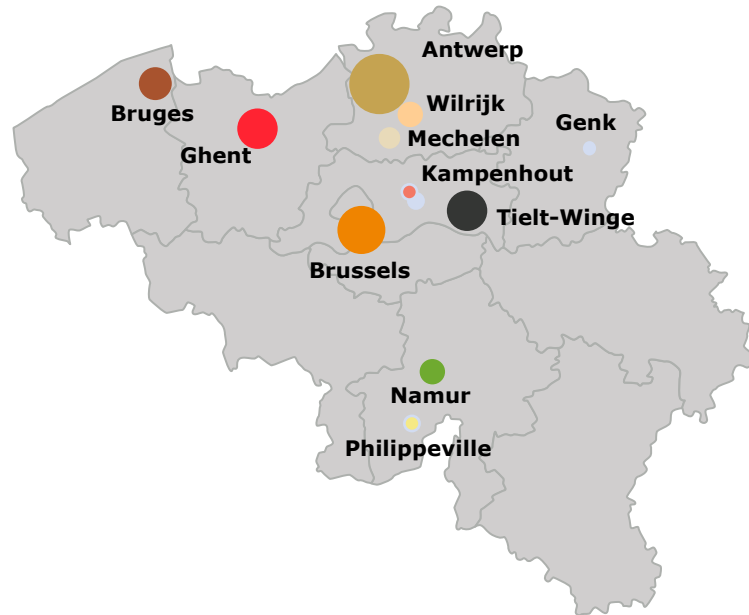 Antwerp
Bruges
Wilrijk
Genk
Ghent
Mechelen
Kampenhout
Tielt-Winge
Brussels
Namur
Philippeville